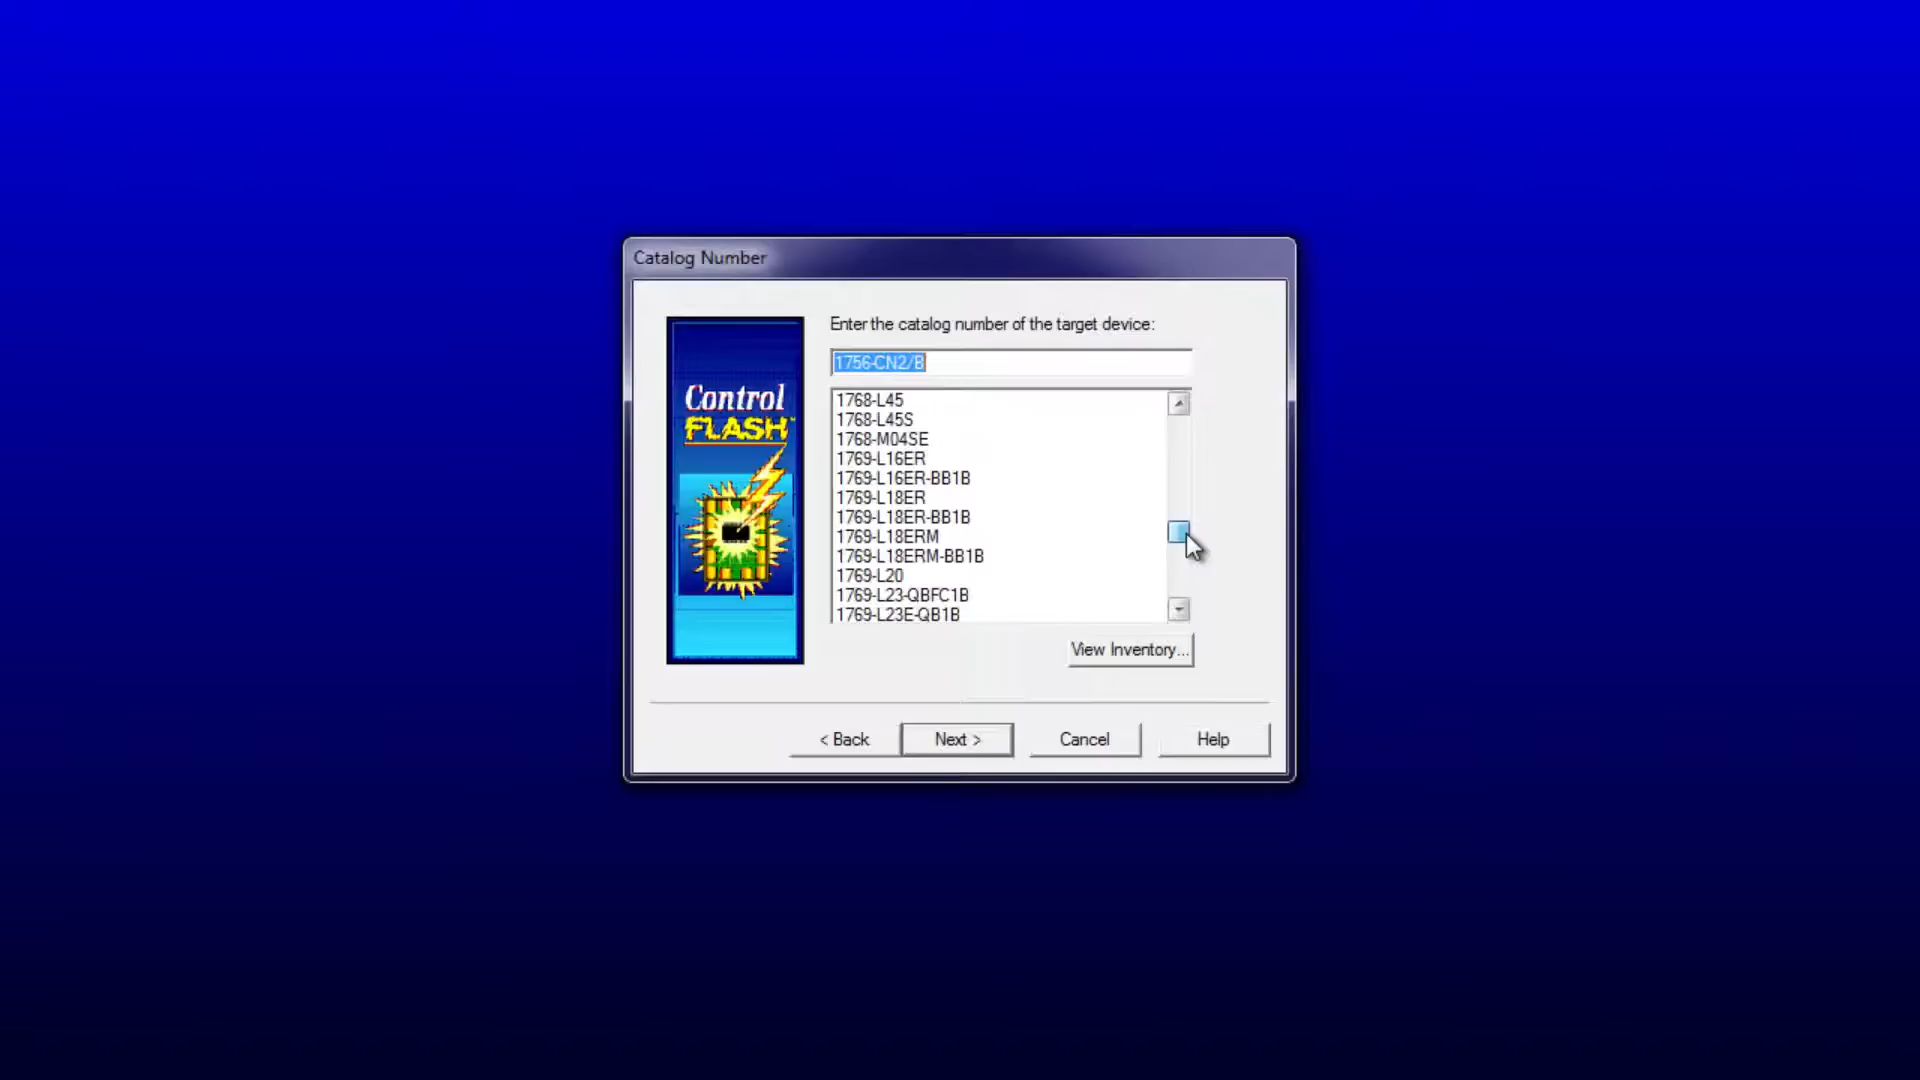 Catalog Number
Enter the catalog number of the target device:
1756-CN2/B
Control
FLASH
1768-L45
1768-L45S
1768-M04SE
1769-L16ER
1769-L16ER-BB1B
1769-L18ER
1769-L18ER-BB1B
1769-L18ERM
1769-L18ERM-BB1B
1769-L20
1769-L23-QBFC1B
1769-L23E-QB1B
View Inventory...
< Back
Next >
Cancel
Help